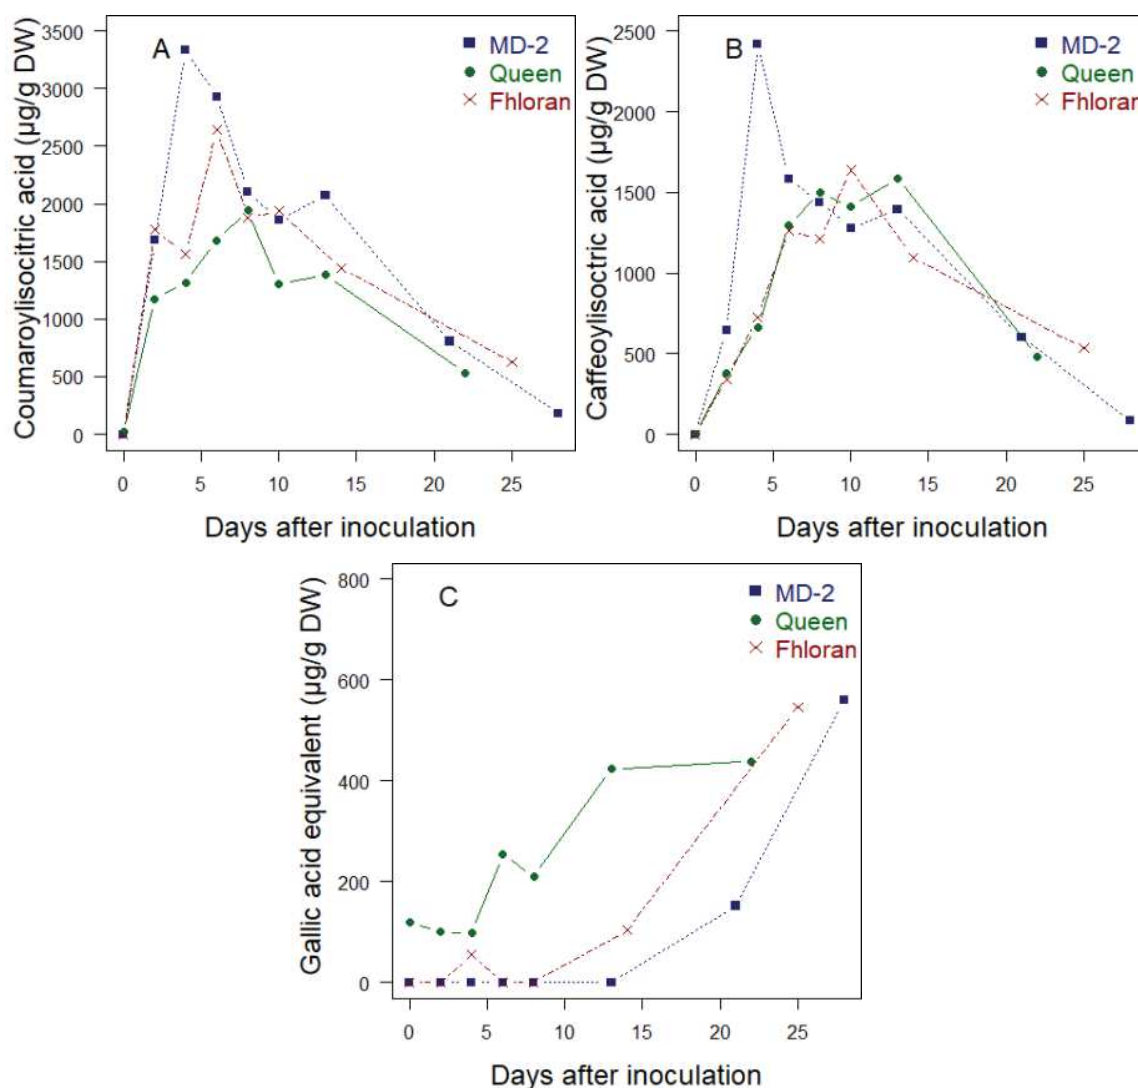 A
MD-2
Queen
Fhloran
Coumaroylisocitric acid (µg/g DW)
3500
3000
2500
2000
1500
1000
500
0
0 5 10 15 20 25
Days after inoculation
B
MD-2
Queen
Fhloran
Caffeoylisoctric acid (µg/g DW)
2500
2000
1500
1000
500
0
0 5 10 15 20 25
Days after inoculation
C
MD-2
Queen
Fhloran
Gallic acid equivalent (µg/g DW)
800
600
400
200
0
0 5 10 15 20 25
Days after inoculation